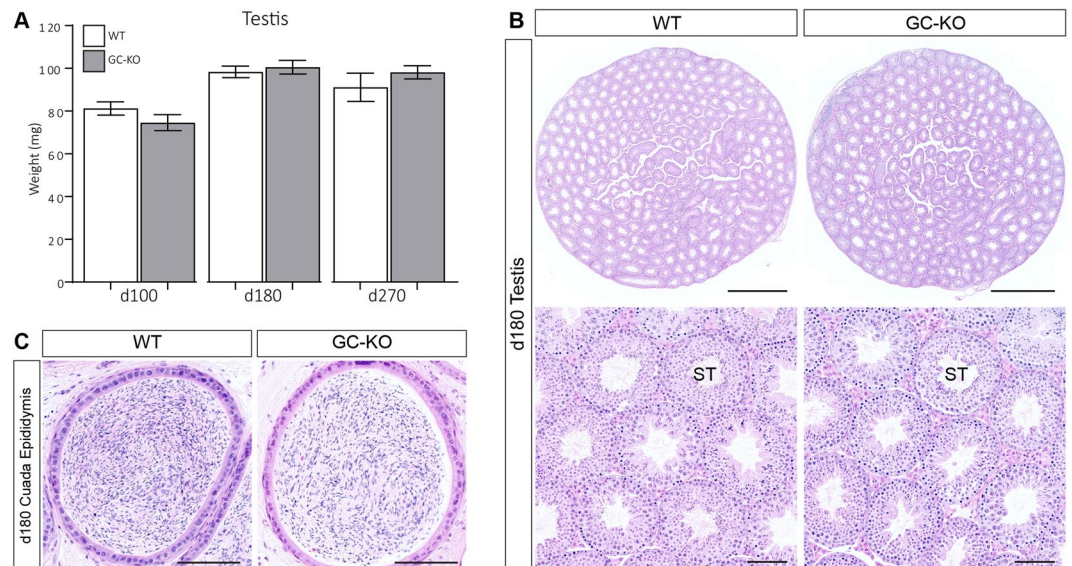 A
Testis
WT
GC-KO
Weight (mg)
120
100
80
60
40
20
0
d100
d180
d270
B
WT
GC-KO
d180 Testis
ST
ST
C
WT
GC-KO
d180 Cuada Epididymis